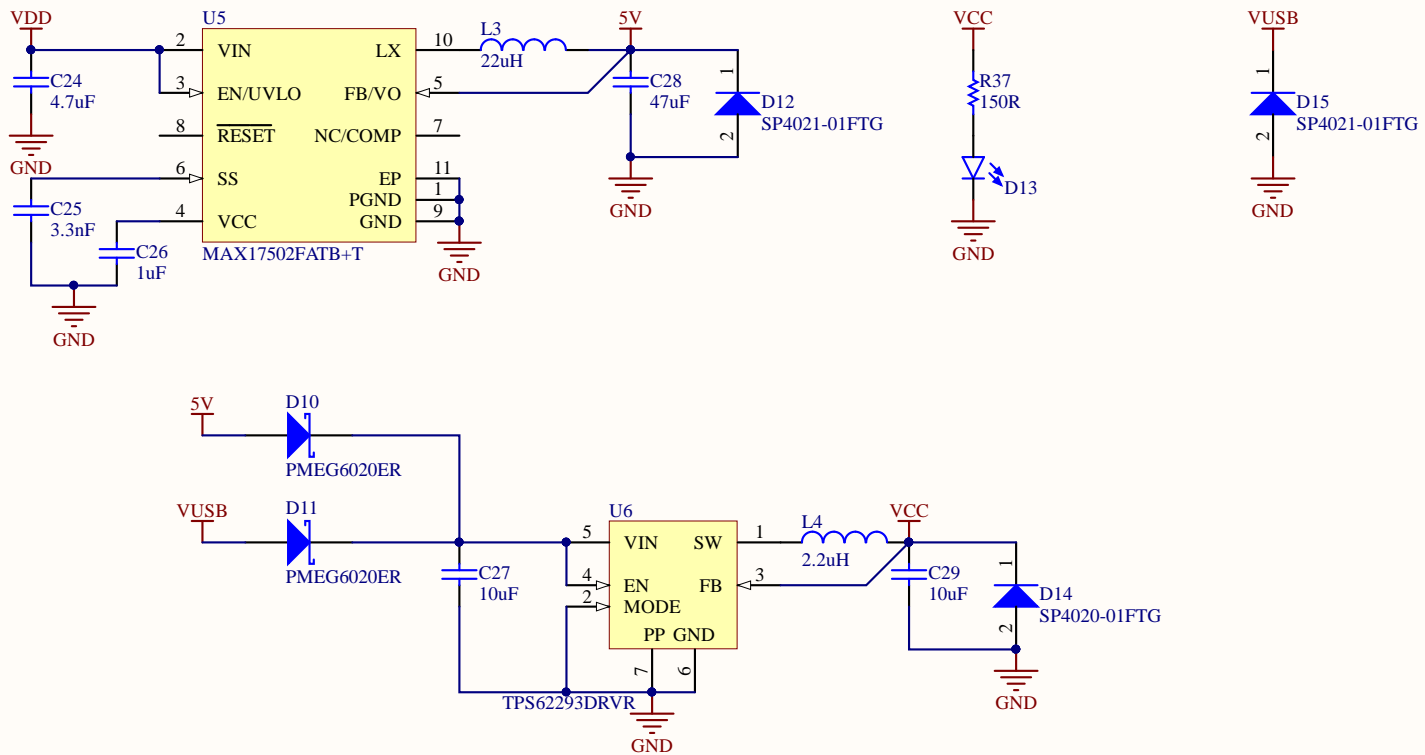 VDD
U5
2
VIN
LX
10
L3
22uH
5V
C24
4.7uF
3
EN/UVLO
FB/VO
5
C28
47uF
1
D12
SP4021-01FTG
2
8
RESET
NC/COMP
7
GND
6
SS
EP
11
PGND
1
C25
3.3nF
4
VCC
GND
9
C26
1uF
MAX17502FATB+T
GND
GND
GND
VCC
R37
150R
D13
GND
VUSB
1
D15
SP4021-01FTG
2
GND
5V
D10
PMEG6020ER
VUSB
D11
PMEG6020ER
C27
10uF
U6
5
VIN
SW
1
4
EN
FB
3
2
MODE
PP GND
7
6
TPS62293DRVR
GND
L4
2.2uH
VCC
C29
10uF
1
D14
SP4020-01FTG
2
GND